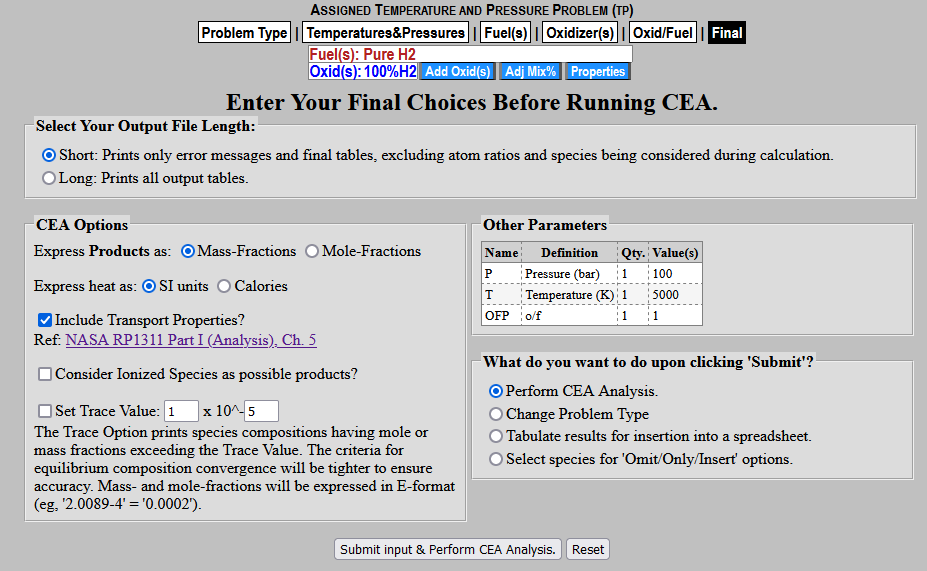 ASSIGNED TEMPERATURE AND PRESSURE PROBLEM (TP)
Problem Type | Temperatures&Pressures | Fuel(s) | Oxidizer(s) | Oxid/Fuel | Final
Fuel(s): Pure H2
Oxid(s): 100%H2 Add Oxid(s) Adj Mix% Properties
Enter Your Final Choices Before Running CEA.
Select Your Output File Length:
Short: Prints only error messages and final tables, excluding atom ratios and species being considered during calculation.
Long: Prints all output tables.
CEA Options
Express Products as: Mass-Fractions Mole-Fractions
Express heat as: SI units Calories
Include Transport Properties?
Ref: NASA RP1311 Part I (Analysis), Ch. 5
Consider Ionized Species as possible products?
Set Trace Value: 1 x 10^- 5
The Trace Option prints species compositions having mole or
mass fractions exceeding the Trace Value. The criteria for
equilibrium composition convergence will be tighter to ensure
accuracy. Mass- and mole-fractions will be expressed in E-format
(eg, '2.0089-4' = '0.0002').
Other Parameters
Name Definition Qty. Value(s)
P Pressure (bar) 1 100
T Temperature (K) 1 5000
OFP o/f 1 1
What do you want to do upon clicking 'Submit'?
Perform CEA Analysis.
Change Problem Type
Tabulate results for insertion into a spreadsheet.
Select species for 'Omit/Only/Insert' options.
Submit input & Perform CEA Analysis. Reset